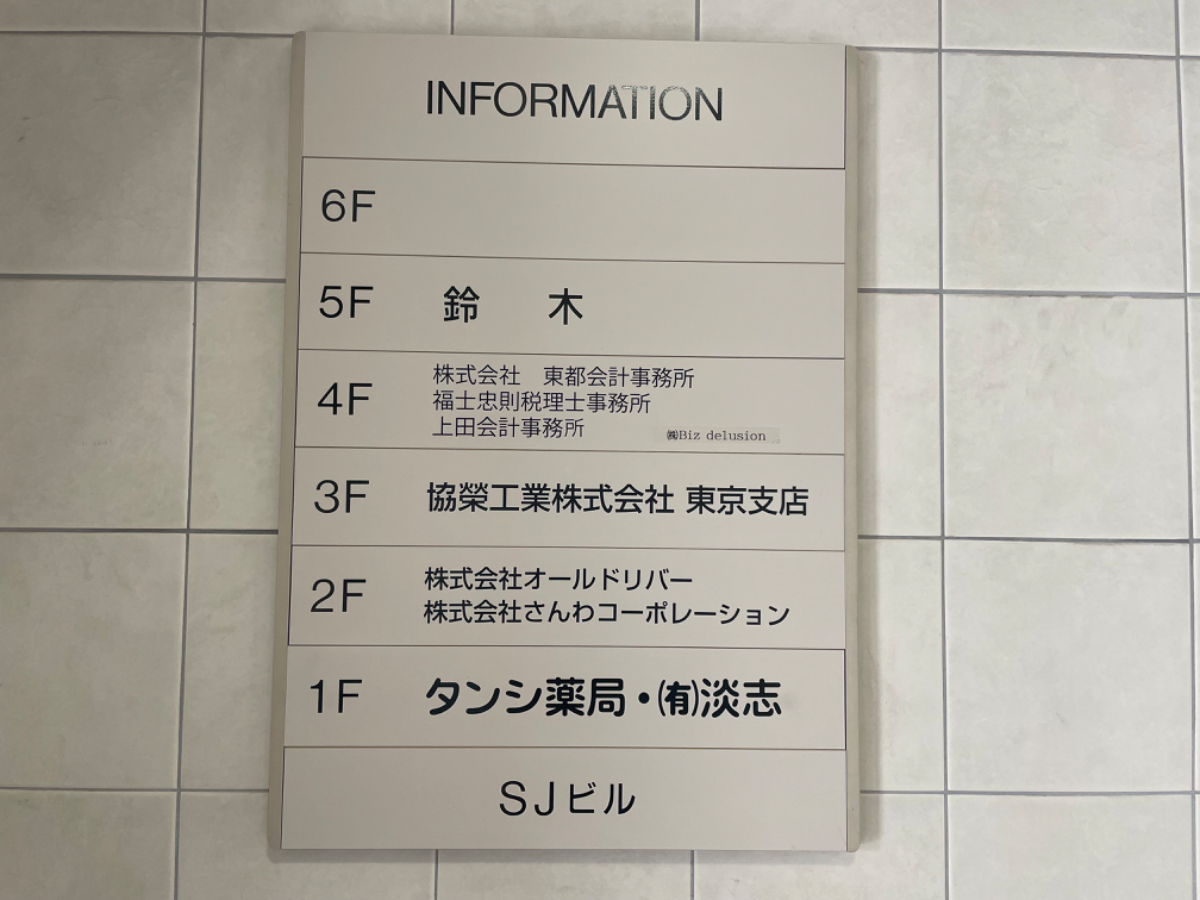 INFORMATION
6F
5F 鈴 木
4F 株式会社 東都会計事務所
福士忠則税理士事務所
上田会計事務所 ㈱Biz delusion
3F 協榮工業株式会社 東京支店
2F 株式会社オールドリバー
株式会社さんわコーポレーション
1F タンシ薬局・㈲淡志
SJビル